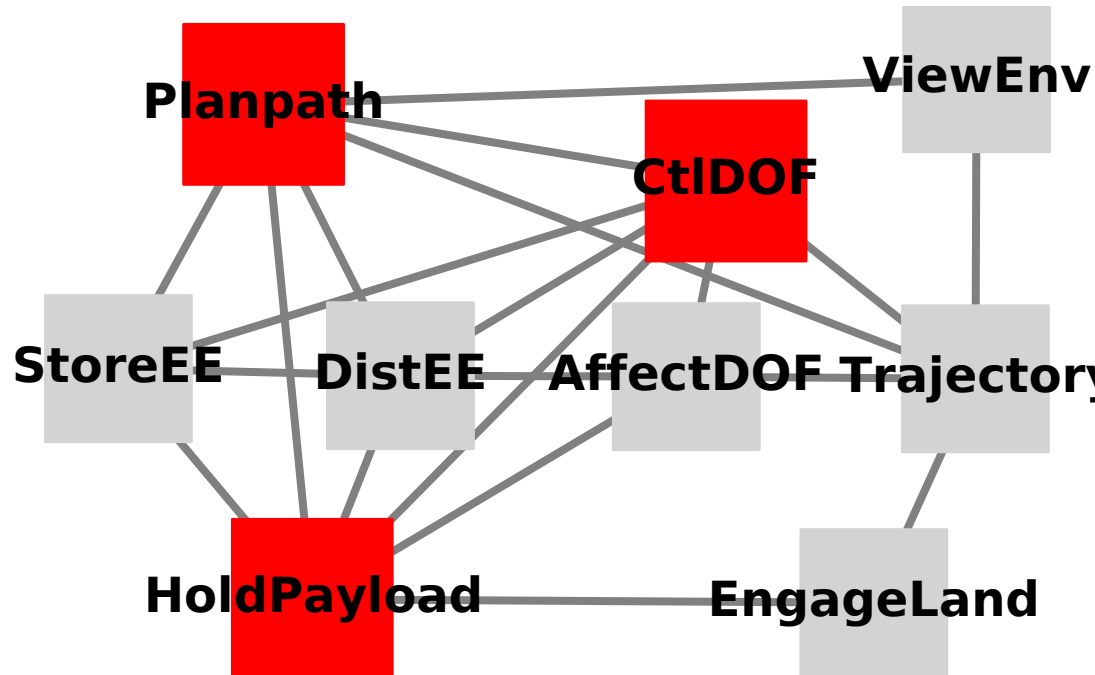 ViewEnv
Planpath
CtlDOF
StoreEE
DistEE
AffectDOF
Trajectory
HoldPayload
EngageLand